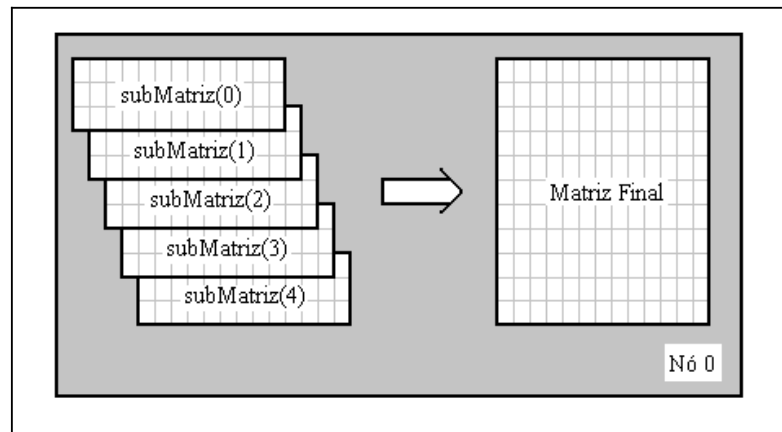 subMatriz(0)
subMatriz(1)
subMatriz(2)
subMatriz(3)
subMatriz(4)
Matriz Final
Nó 0